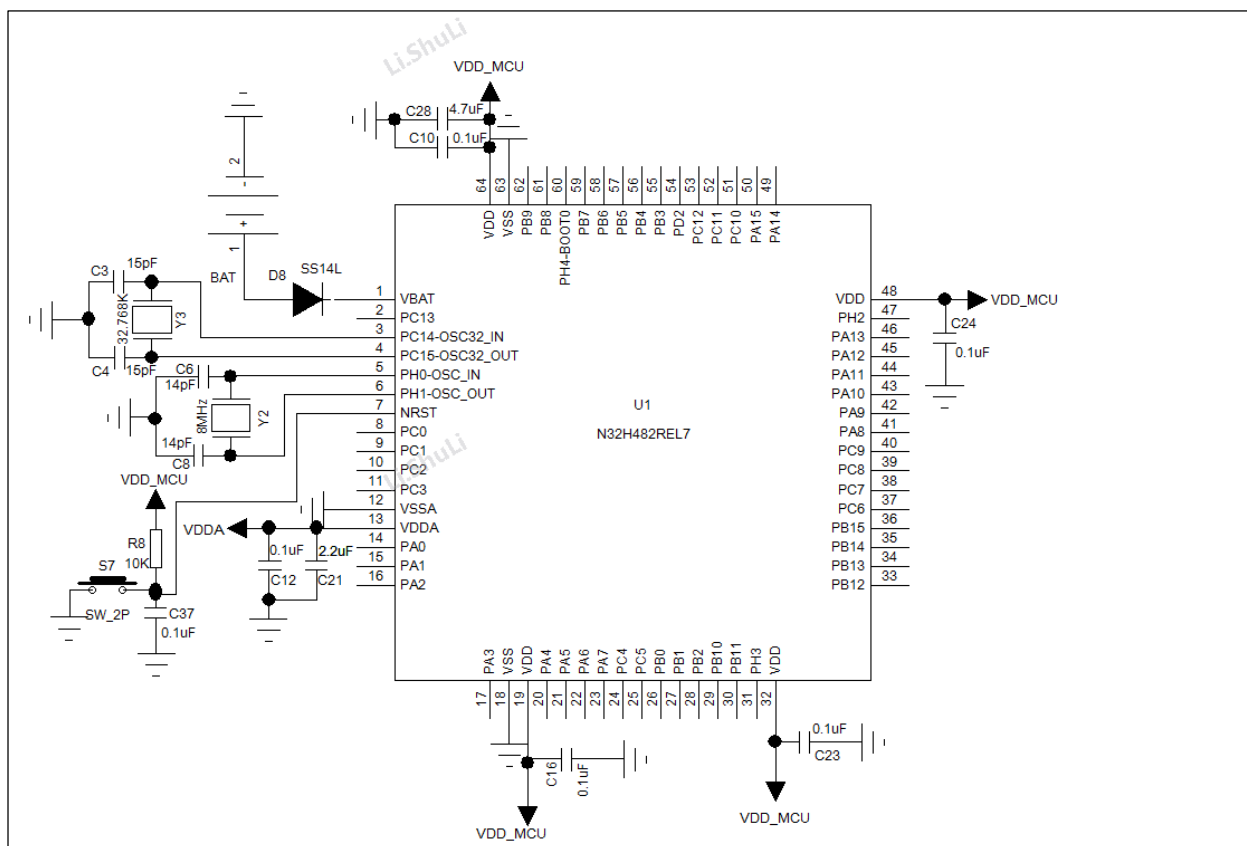 Li.ShuLi
VDD_MCU
C28 4.7uF
C10 0.1uF
2
-
+
1
BAT
D8 SS14L
C3 15pF
32.768K
Y3
C4 15pF
C6
14pF
8MHz
Y2
14pF
C8
VDD_MCU
R8
10K
S7
SW_2P
C37
0.1uF
VDDA
0.1uF
C12
2.2uF
C21
64 63 62 61 60 59 58 57 56 55 54 53 52 51 50 49
VDD VSS PB9 PB8 PH4-BOOT0 PB7 PB6 PB5 PB4 PB3 PD2 PC12 PC11 PC10 PA15 PA14
1 VBAT
2 PC13
3 PC14-OSC32_IN
4 PC15-OSC32_OUT
5 PH0-OSC_IN
6 PH1-OSC_OUT
7 NRST
8 PC0
9 PC1
10 PC2
11 PC3
12 VSSA
13 VDDA
14 PA0
15 PA1
16 PA2
Li.ShuLi
U1
N32H482REL7
VDD 48
PH2 47
PA13 46
PA12 45
PA11 44
PA10 43
PA9 42
PA8 41
PC9 40
PC8 39
PC7 38
PC6 37
PB15 36
PB14 35
PB13 34
PB12 33
VDD_MCU
C24
0.1uF
PA3 VSS VDD PA4 PA5 PA6 PA7 PC4 PC5 PB0 PB1 PB2 PB10 PB11 PH3 VDD
17 18 19 20 21 22 23 24 25 26 27 28 29 30 31 32
C16
0.1uF
VDD_MCU
0.1uF
C23
VDD_MCU